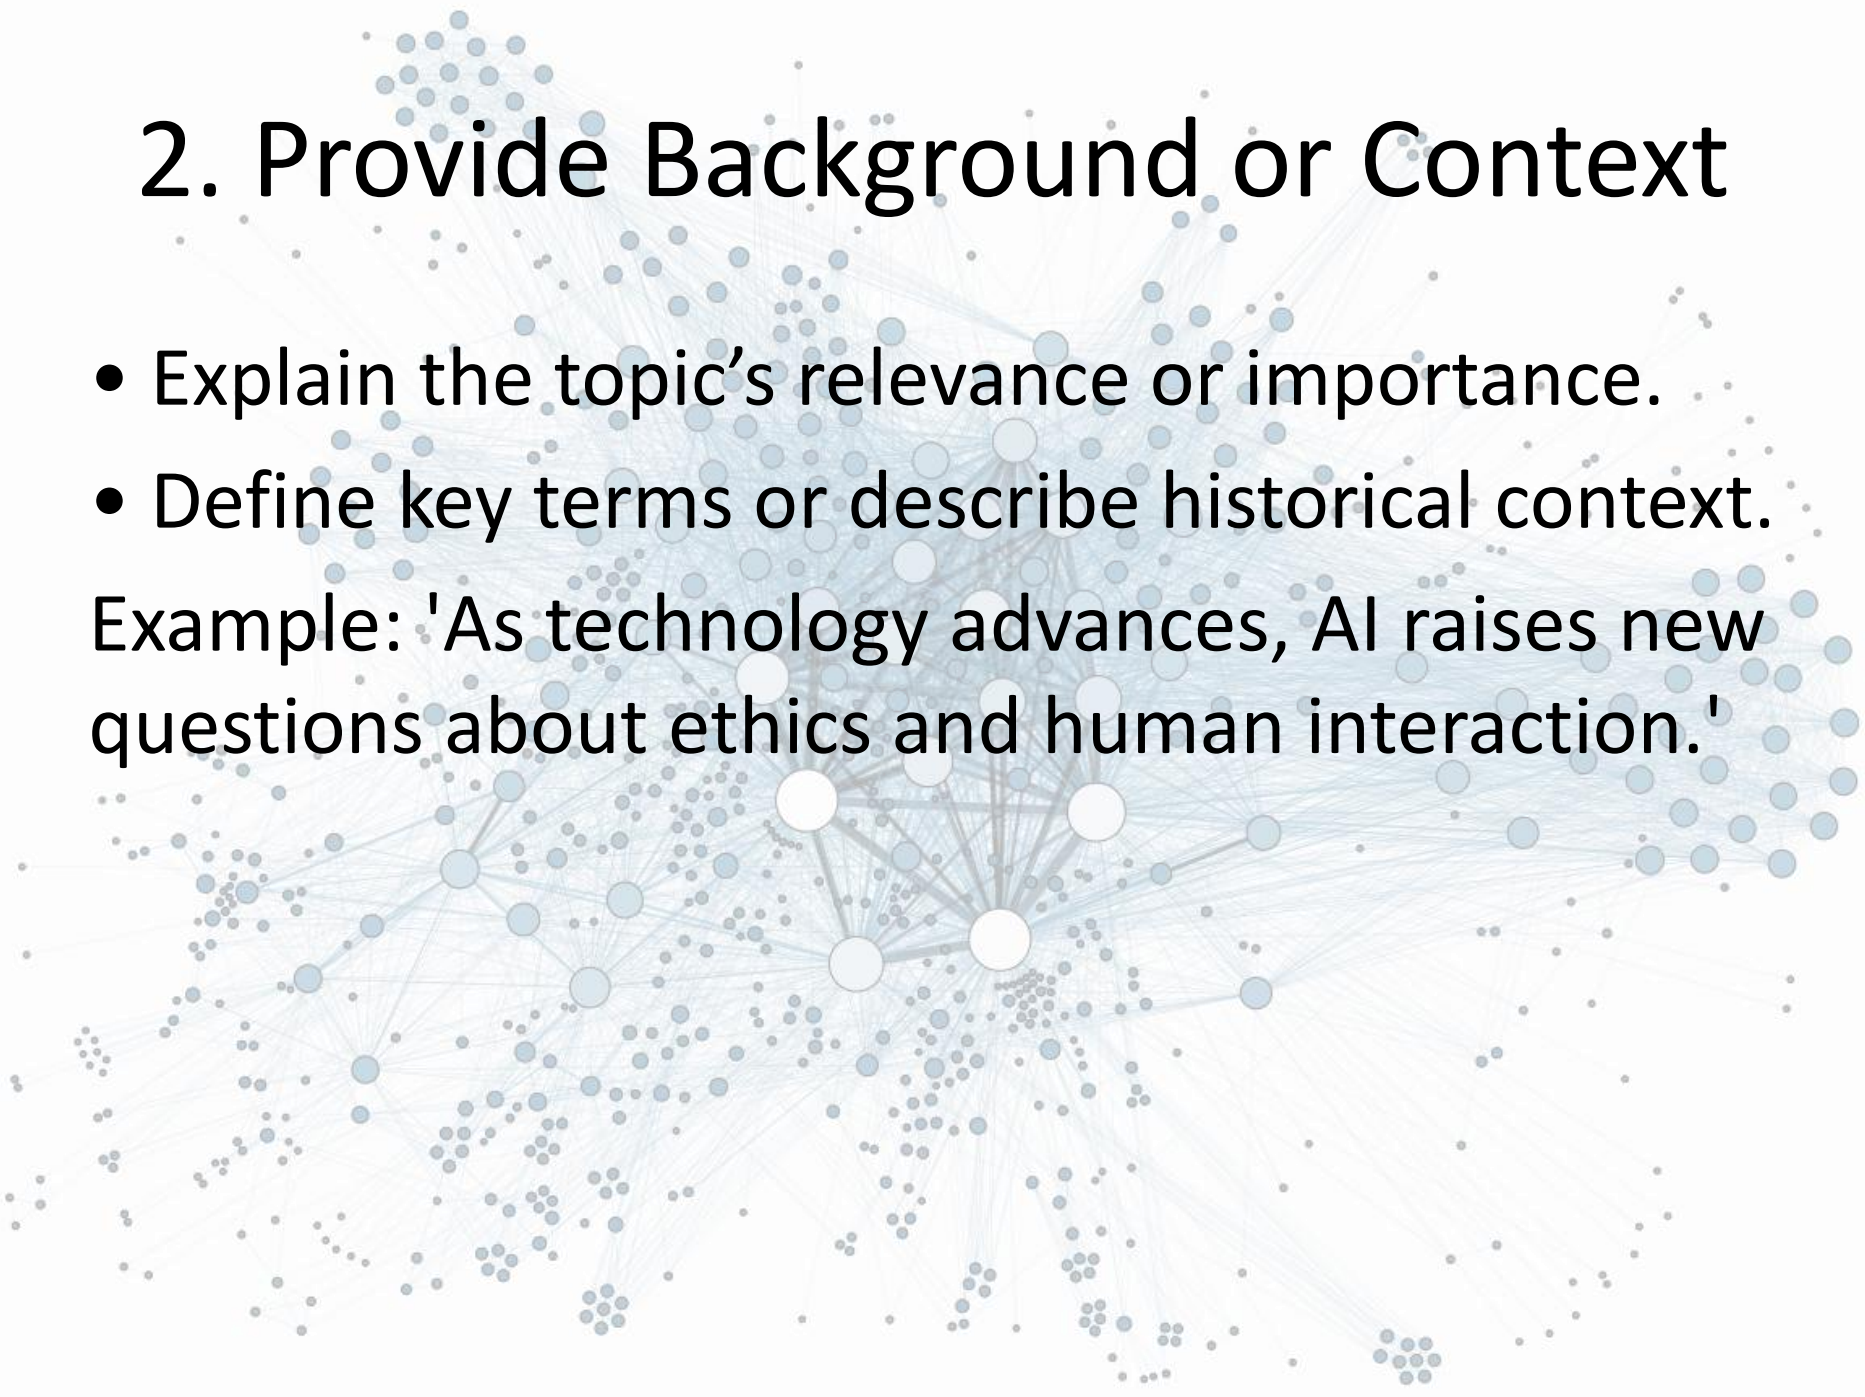 2. Provide Background or Context
• Explain the topic’s relevance or importance.
• Define key terms or describe historical context.
Example: 'As technology advances, AI raises new
questions about ethics and human interaction.'